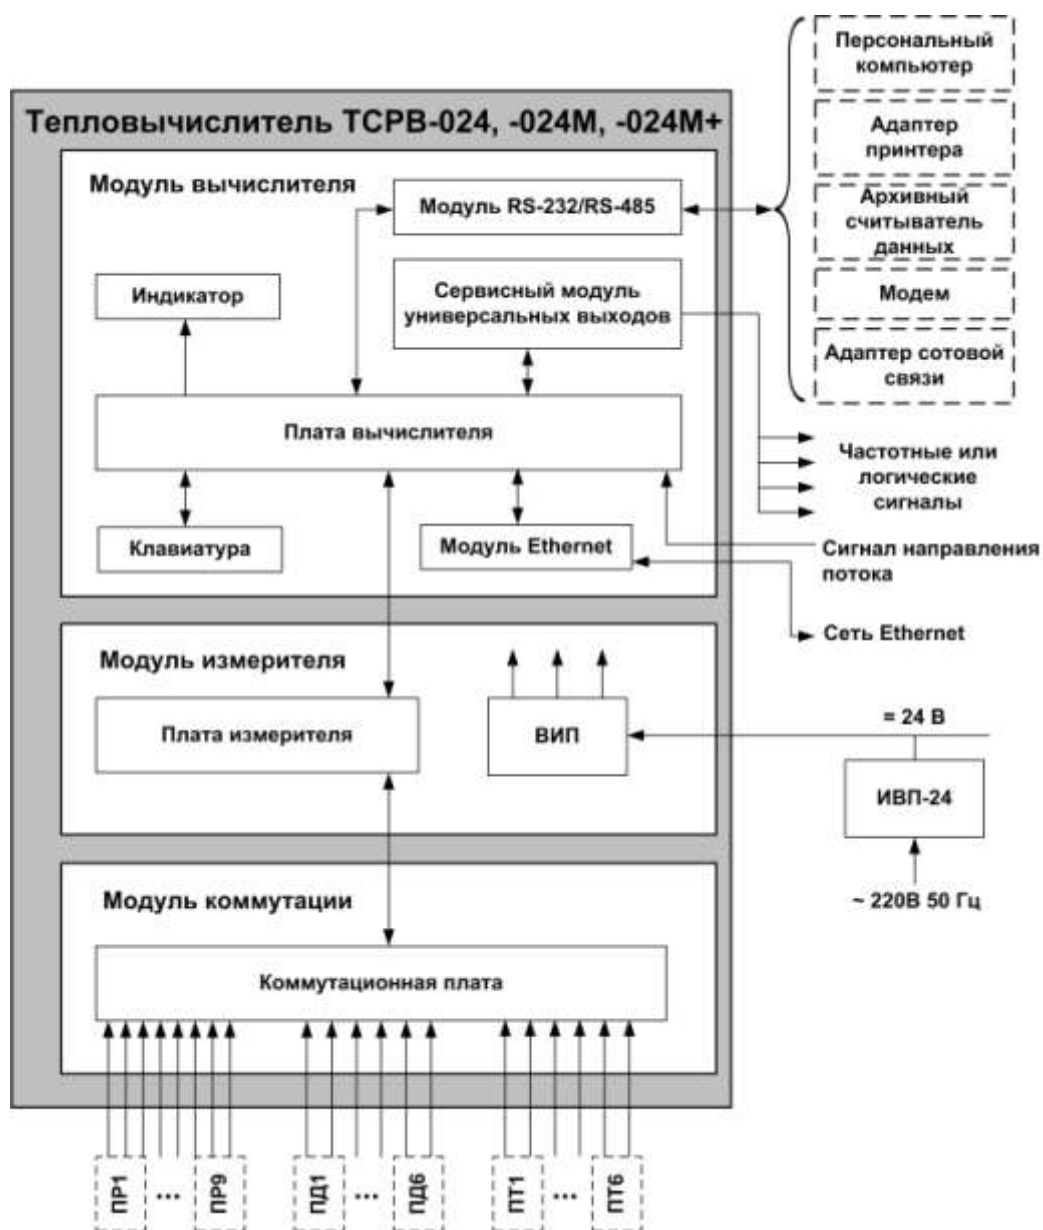 Персональный
компьютер
Тепловычислитель ТСРВ-024, -024М, -024М+
Адаптер
принтера
Модуль вычислителя
Модуль RS-232/RS-485
Архивный
считыватель
данных
Индикатор
Сервисный модуль
универсальных выходов
Модем
Адаптер сотовой
связи
Плата вычислителя
Частотные или
логические
сигналы
Клавиатура
Модуль Ethernet
Сигнал направления
потока
Сеть Ethernet
Модуль измерителя
Плата измерителя
ВИП
= 24 В
ИВП-24
~ 220В 50 Гц
Модуль коммутации
Коммутационная плата
ПР1
...
ПР9
ПД1
...
ПД6
ПТ1
...
ПТ6